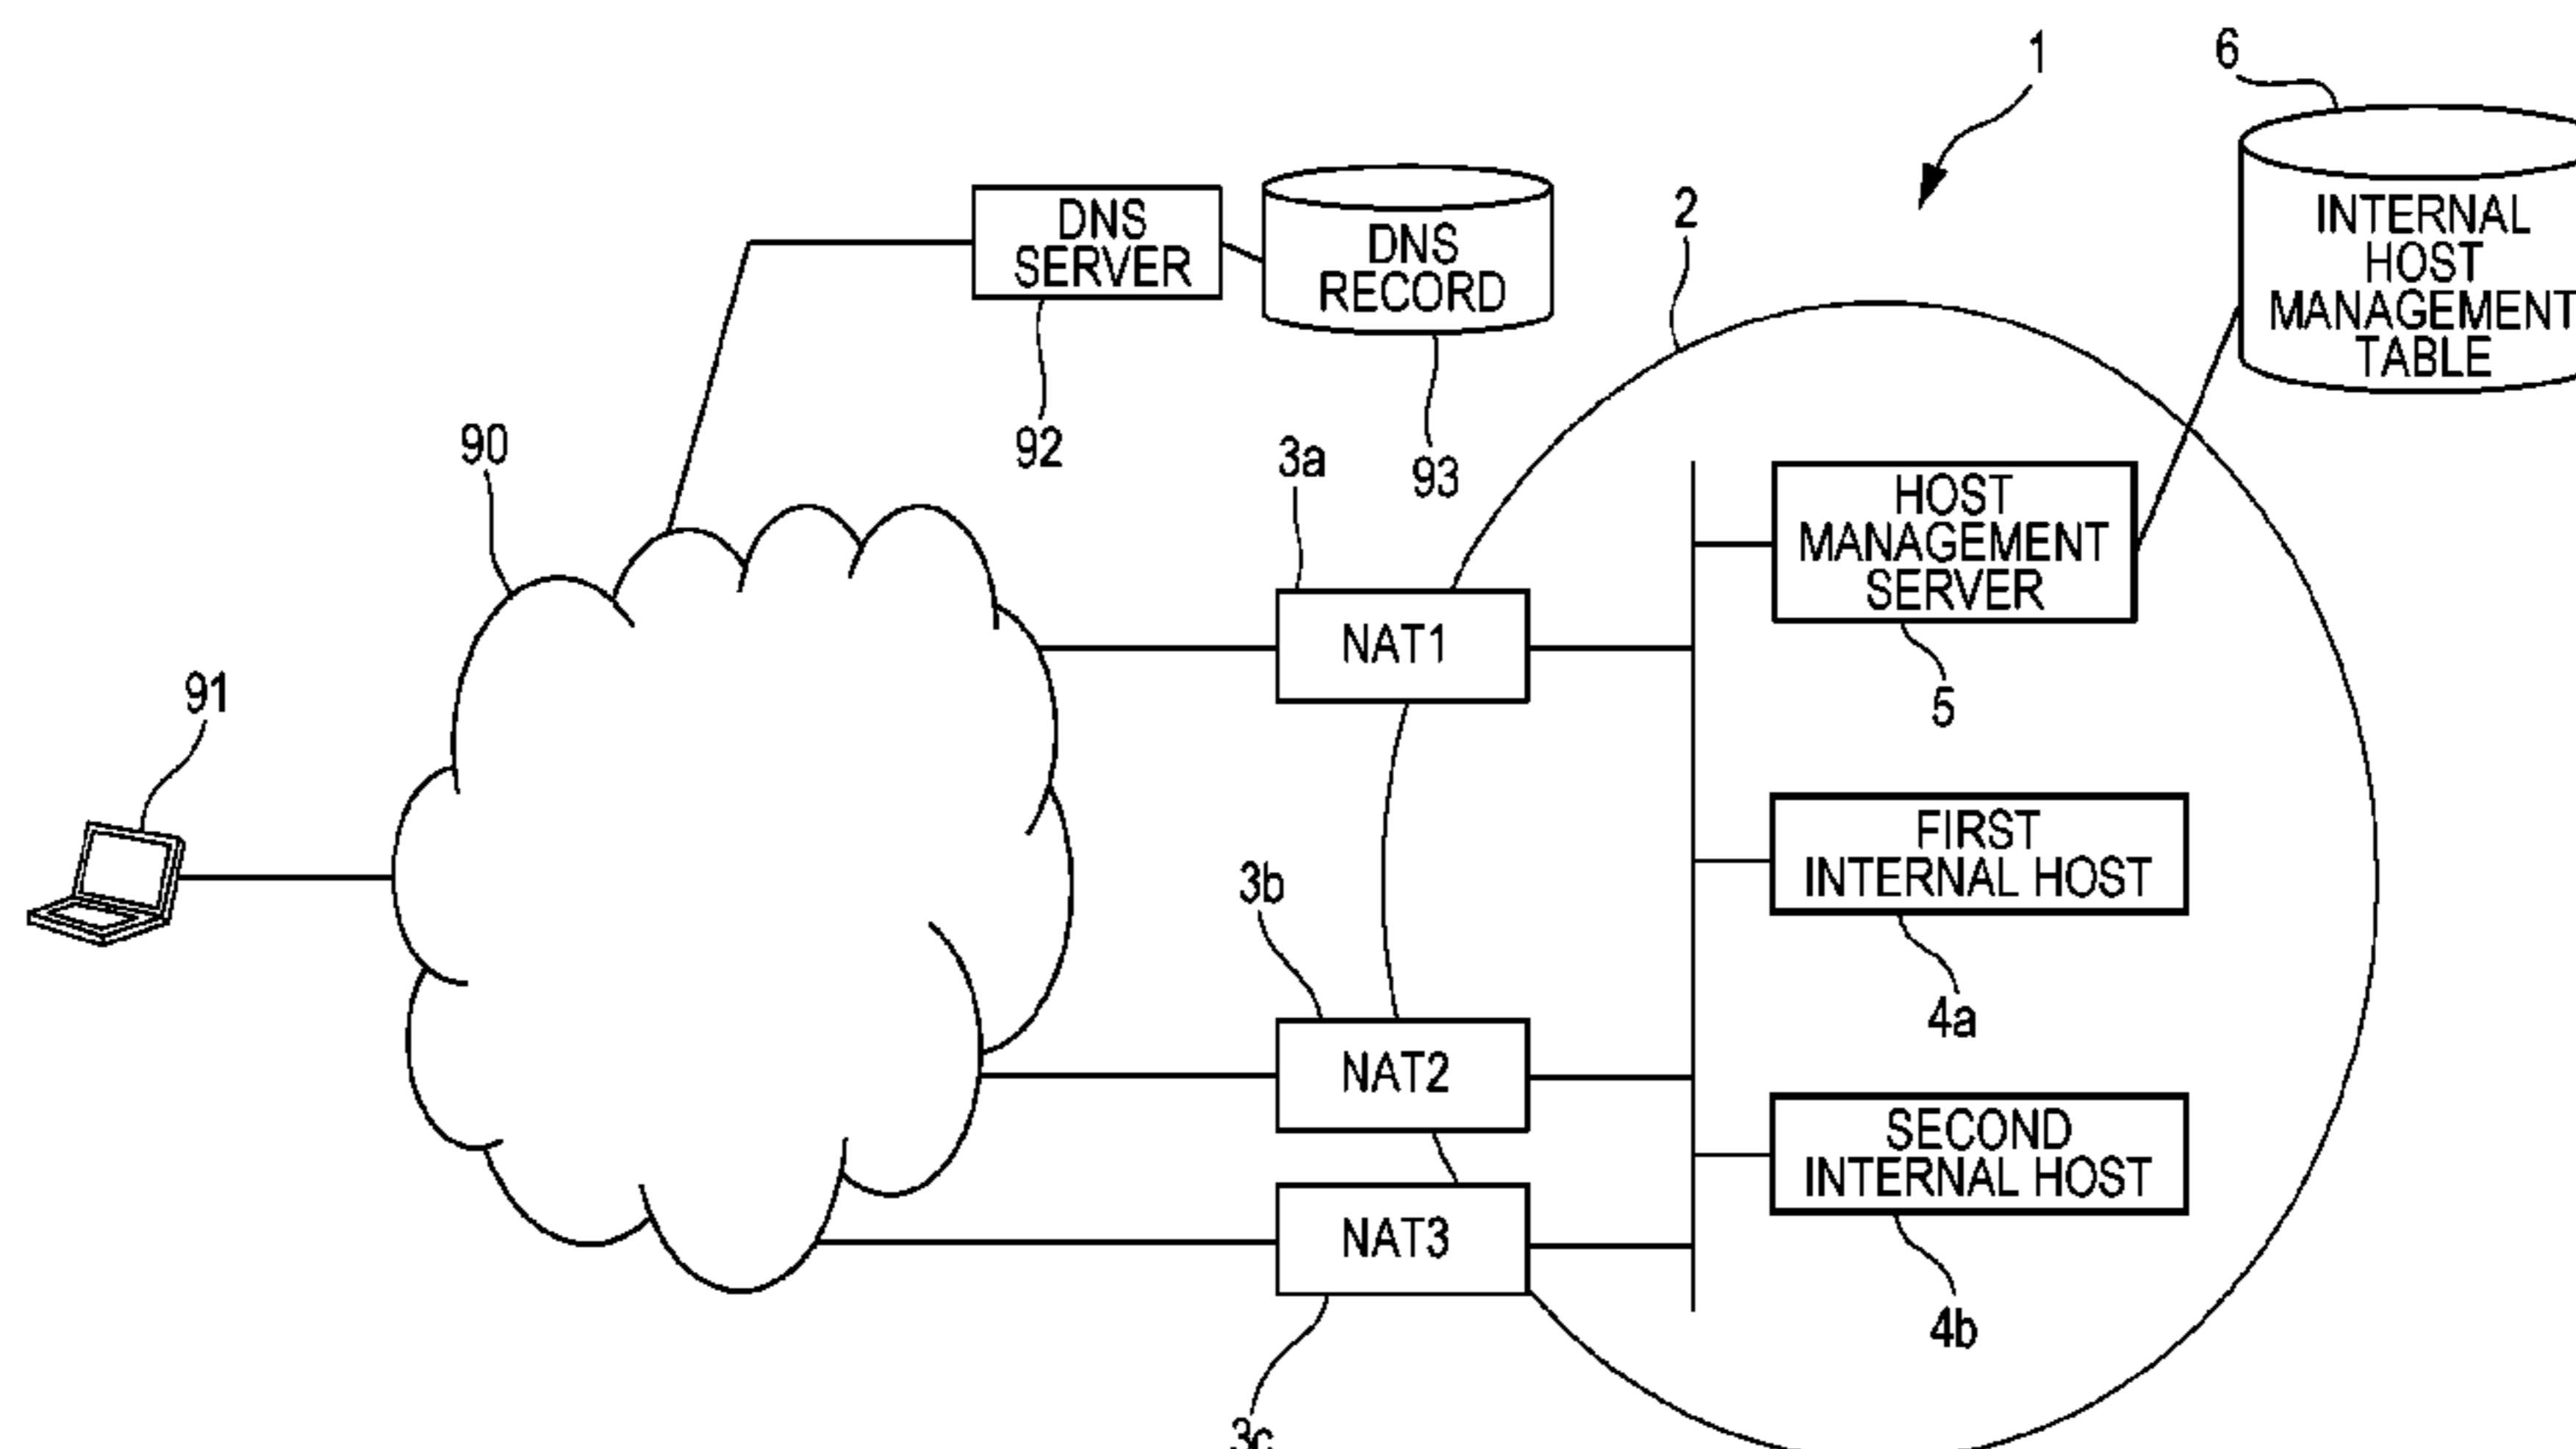 1
6
INTERNAL
HOST
MANAGEMENT
TABLE
2
DNS
SERVER
DNS
RECORD
92
93
90
3a
HOST
MANAGEMENT
SERVER
NAT1
5
91
FIRST
INTERNAL HOST
3b
4a
NAT2
SECOND
INTERNAL HOST
NAT3
4b
3c